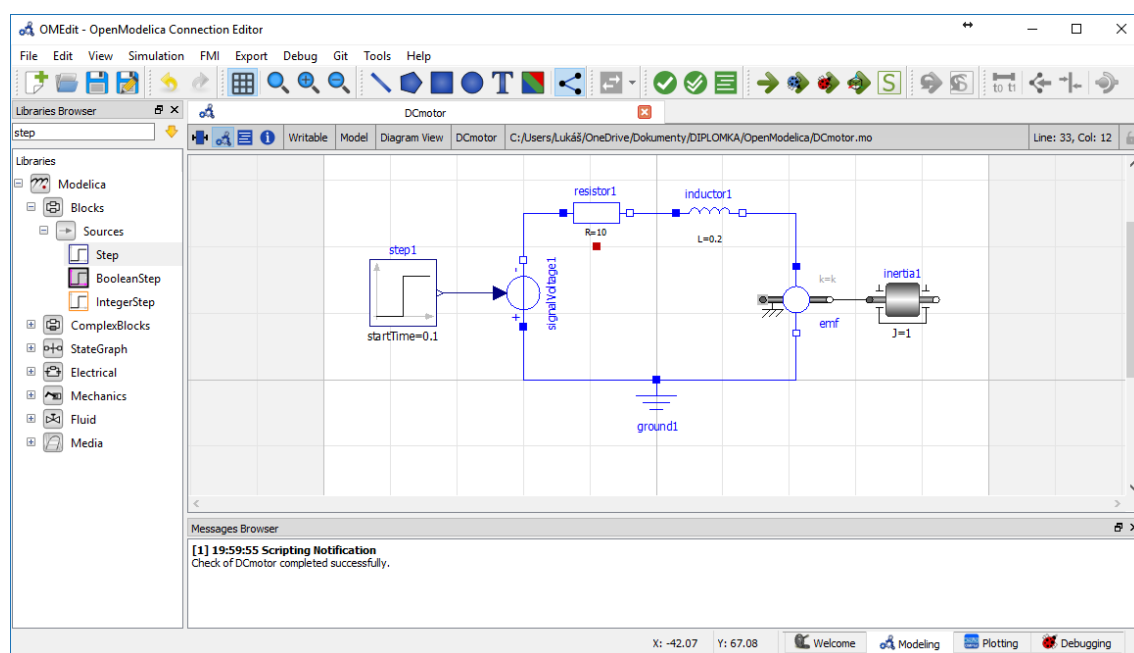 OMEdit - OpenModelica Connection Editor
File Edit View Simulation FMI Export Debug Git Tools Help
T
S
to ti
Libraries Browser
DCmotor
step
Writable Model Diagram View DCmotor C:/Users/Lukáš/OneDrive/Dokumenty/DIPLOMKA/OpenModelica/DCmotor.mo Line: 33, Col: 12
Libraries
Modelica
Blocks
Sources
Step
BooleanStep
IntegerStep
ComplexBlocks
StateGraph
Electrical
Mechanics
Fluid
Media
resistor1
R=10
inductor1
L=0.2
step1
startTime=0.1
-
+
signalVoltage1
k=k
emf
inertia1
J=1
ground1
Messages Browser
[1] 19:59:55 Scripting Notification
Check of DCmotor completed successfully.
X: -42.07 Y: 67.08 Welcome Modeling Plotting Debugging